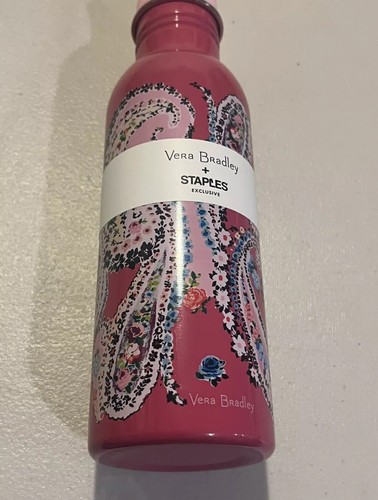 Vera Bradley
+
STAPLES
EXCLUSIVE
Vera Bradley